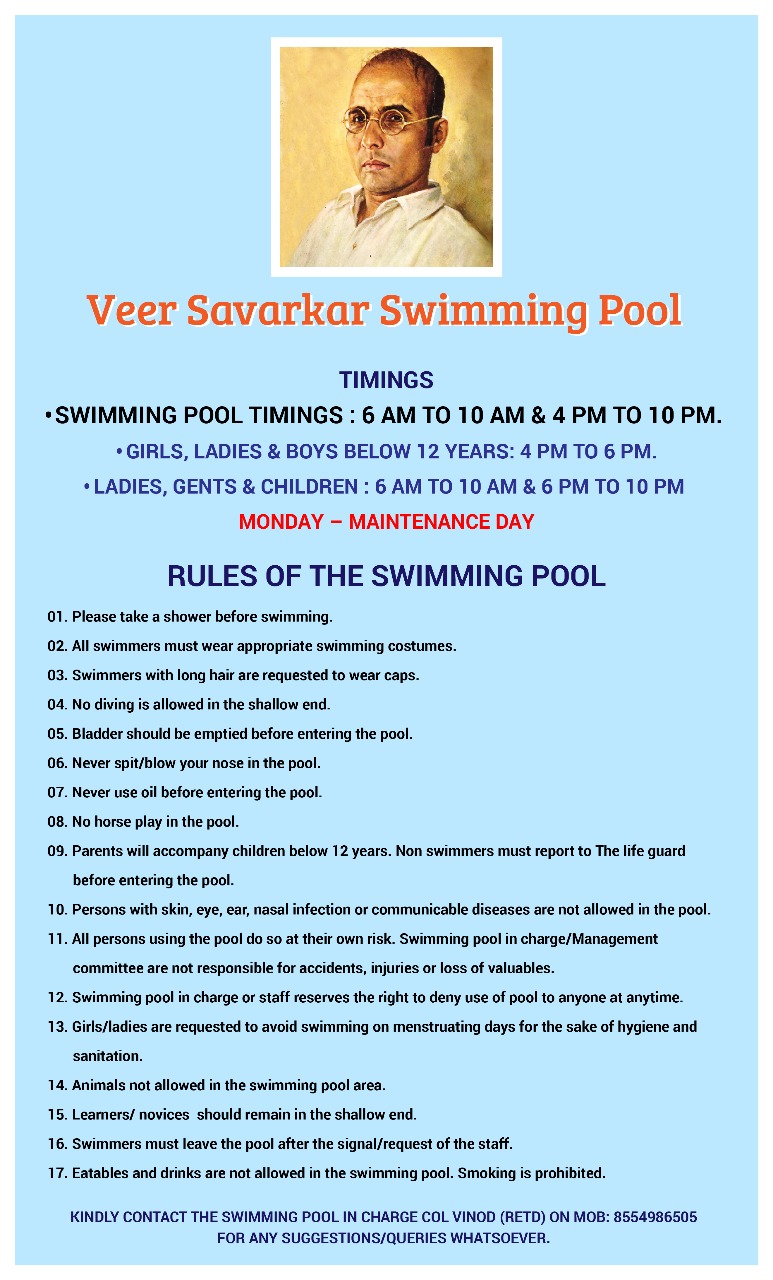 Veer Savarkar Swimming Pool
TIMINGS
•SWIMMING POOL TIMINGS : 6 AM TO 10 AM & 4 PM TO 10 PM.
•GIRLS, LADIES & BOYS BELOW 12 YEARS: 4 PM TO 6 PM.
•LADIES, GENTS & CHILDREN : 6 AM TO 10 AM & 6 PM TO 10 PM
MONDAY – MAINTENANCE DAY
RULES OF THE SWIMMING POOL
01. Please take a shower before swimming.
02. All swimmers must wear appropriate swimming costumes.
03. Swimmers with long hair are requested to wear caps.
04. No diving is allowed in the shallow end.
05. Bladder should be emptied before entering the pool.
06. Never spit/blow your nose in the pool.
07. Never use oil before entering the pool.
08. No horse play in the pool.
09. Parents will accompany children below 12 years. Non swimmers must report to The life guard
before entering the pool.
10. Persons with skin, eye, ear, nasal infection or communicable diseases are not allowed in the pool.
11. All persons using the pool do so at their own risk. Swimming pool in charge/Management
committee are not responsible for accidents, injuries or loss of valuables.
12. Swimming pool in charge or staff reserves the right to deny use of pool to anyone at anytime.
13. Girls/ladies are requested to avoid swimming on menstruating days for the sake of hygiene and
sanitation.
14. Animals not allowed in the swimming pool area.
15. Learners/ novices  should remain in the shallow end.
16. Swimmers must leave the pool after the signal/request of the staff.
17. Eatables and drinks are not allowed in the swimming pool. Smoking is prohibited.
KINDLY CONTACT THE SWIMMING POOL IN CHARGE COL VINOD (RETD) ON MOB: 8554986505
FOR ANY SUGGESTIONS/QUERIES WHATSOEVER.